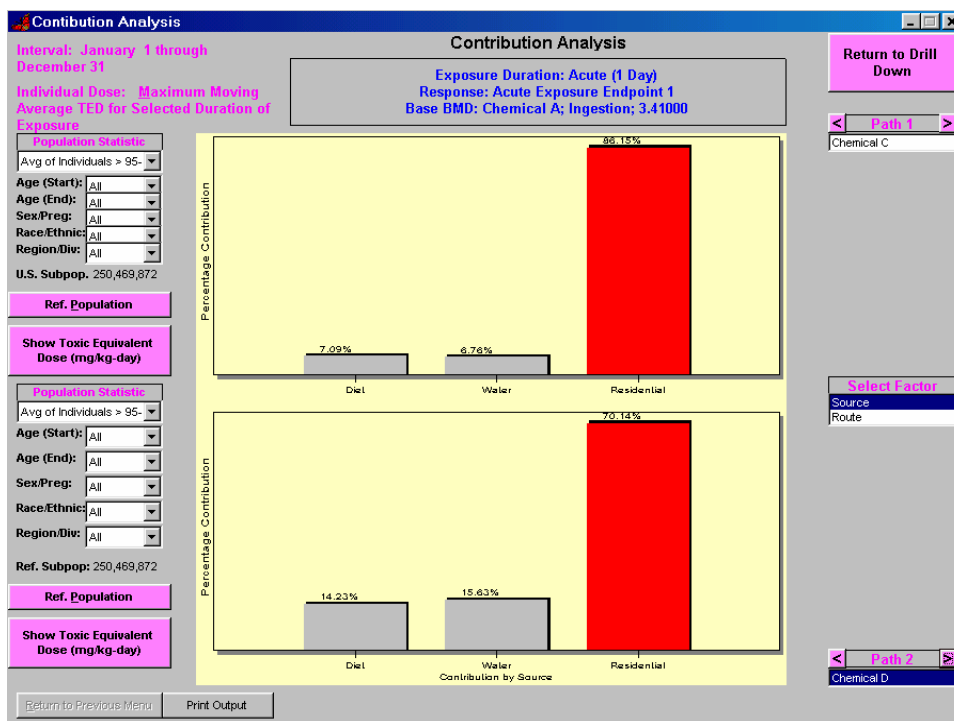 Contibution Analysis
Interval: January 1 through
December 31
Individual Dose: Maximum Moving
Average TED for Selected Duration of
Exposure
Contribution Analysis
Exposure Duration: Acute (1 Day)
Response: Acute Exposure Endpoint 1
Base BMD: Chemical A; Ingestion; 3.41000
Return to Drill
Down
< Path 1 >
Chemical C
Population Statistic
Avg of Individuals > 95-
Age (Start): All
Age (End): All
Sex/Preg: All
Race/Ethnic: All
Region/Div: All
U.S. Subpop. 250,469,872
Ref. Population
Show Toxic Equivalent
Dose (mg/kg-day)
Percentage Contribution
7.09%
6.76%
86.15%
Diet
Water
Residential
Population Statistic
Avg of Individuals > 95-
Age (Start): All
Age (End): All
Sex/Preg: All
Race/Ethnic: All
Region/Div: All
Ref. Subpop: 250,469,872
Ref. Population
Show Toxic Equivalent
Dose (mg/kg-day)
Percentage Contribution
14.23%
15.63%
70.14%
Diet
Water
Residential
Contribution by Source
Select Factor
Source
Route
< Path 2 >
Chemical D
Return to Previous Menu
Print Output